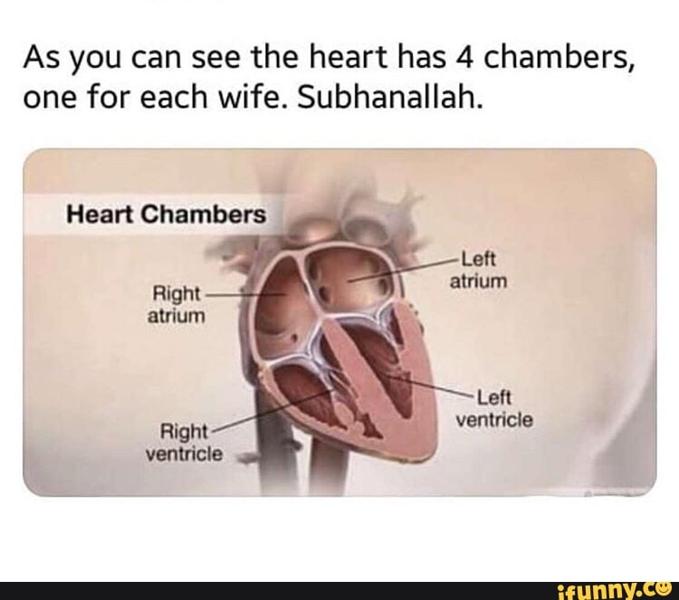 As you can see the heart has 4 chambers,
one for each wife. Subhanallah.
Heart Chambers
Left
atrium
Right
atrium
Left
ventricle
Right
ventricle
ifunny.co